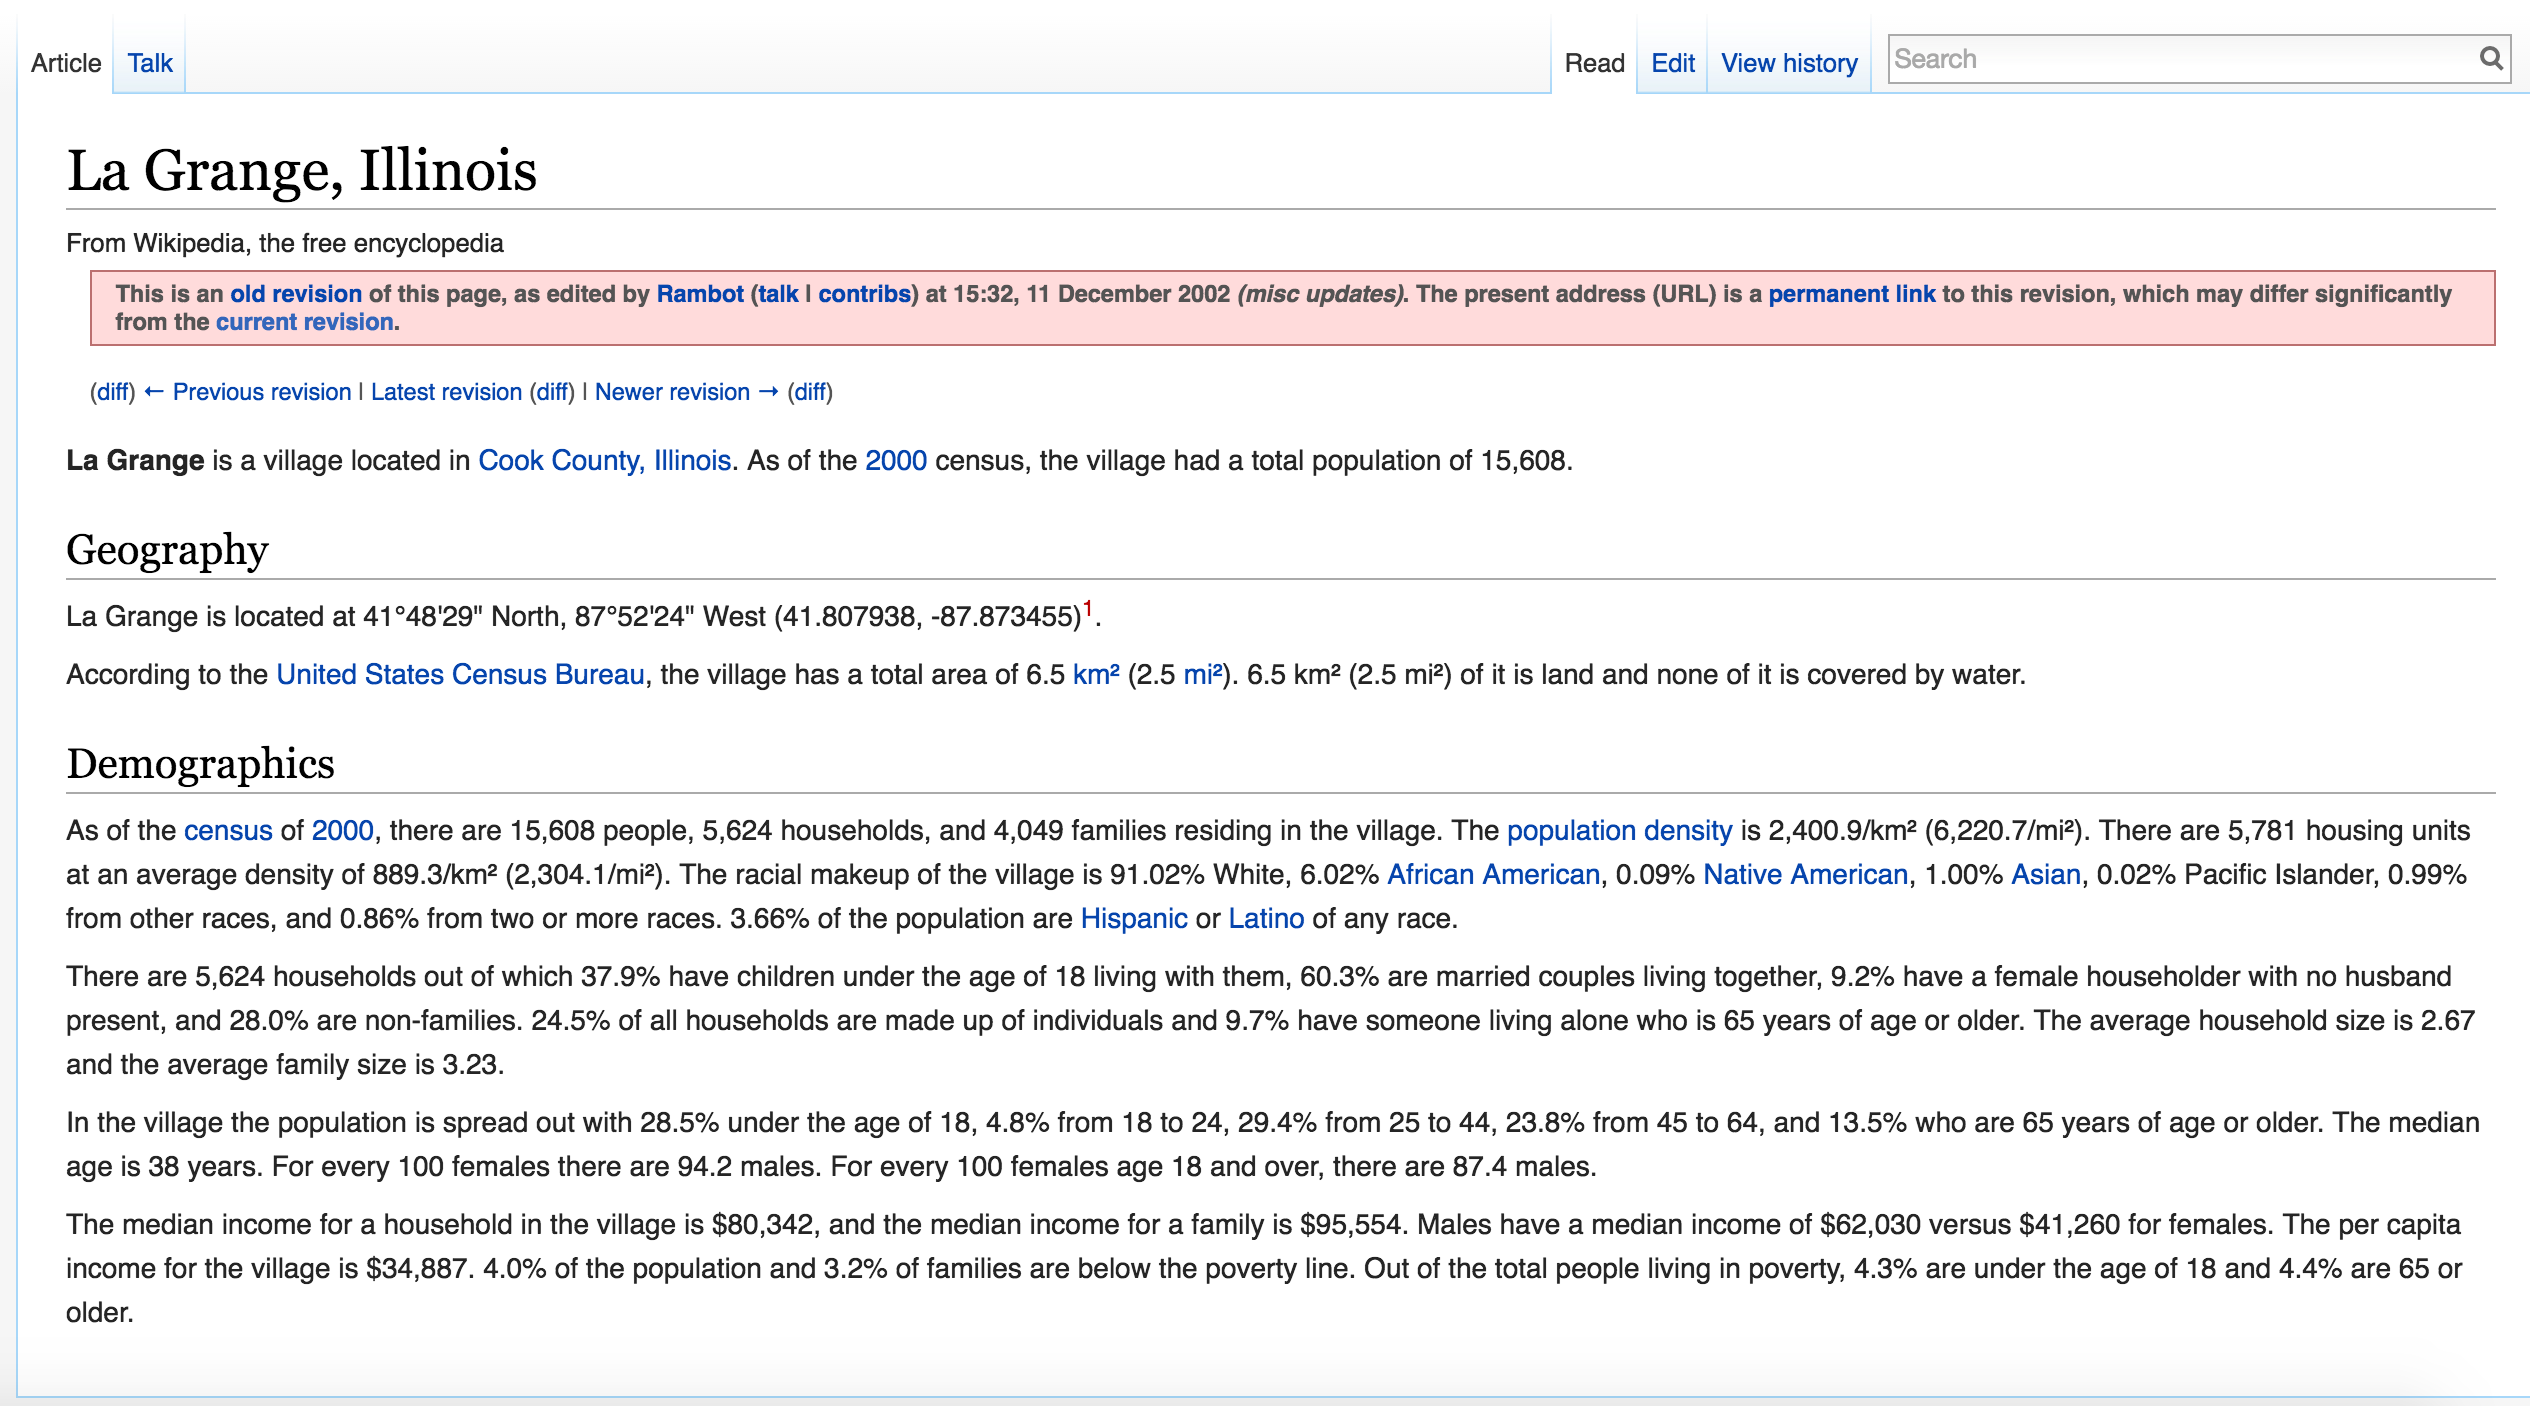 Article Talk Read Edit View history Search
La Grange, Illinois
From Wikipedia, the free encyclopedia
This is an old revision of this page, as edited by Rambot (talk | contribs) at 15:32, 11 December 2002 (misc updates). The present address (URL) is a permanent link to this revision, which may differ significantly
from the current revision.
(diff) ← Previous revision | Latest revision (diff) | Newer revision → (diff)
La Grange is a village located in Cook County, Illinois. As of the 2000 census, the village had a total population of 15,608.
Geography
La Grange is located at 41°48'29" North, 87°52'24" West (41.807938, -87.873455)¹.
According to the United States Census Bureau, the village has a total area of 6.5 km² (2.5 mi²). 6.5 km² (2.5 mi²) of it is land and none of it is covered by water.
Demographics
As of the census of 2000, there are 15,608 people, 5,624 households, and 4,049 families residing in the village. The population density is 2,400.9/km² (6,220.7/mi²). There are 5,781 housing units
at an average density of 889.3/km² (2,304.1/mi²). The racial makeup of the village is 91.02% White, 6.02% African American, 0.09% Native American, 1.00% Asian, 0.02% Pacific Islander, 0.99%
from other races, and 0.86% from two or more races. 3.66% of the population are Hispanic or Latino of any race.
There are 5,624 households out of which 37.9% have children under the age of 18 living with them, 60.3% are married couples living together, 9.2% have a female householder with no husband
present, and 28.0% are non-families. 24.5% of all households are made up of individuals and 9.7% have someone living alone who is 65 years of age or older. The average household size is 2.67
and the average family size is 3.23.
In the village the population is spread out with 28.5% under the age of 18, 4.8% from 18 to 24, 29.4% from 25 to 44, 23.8% from 45 to 64, and 13.5% who are 65 years of age or older. The median
age is 38 years. For every 100 females there are 94.2 males. For every 100 females age 18 and over, there are 87.4 males.
The median income for a household in the village is $80,342, and the median income for a family is $95,554. Males have a median income of $62,030 versus $41,260 for females. The per capita
income for the village is $34,887. 4.0% of the population and 3.2% of families are below the poverty line. Out of the total people living in poverty, 4.3% are under the age of 18 and 4.4% are 65 or
older.